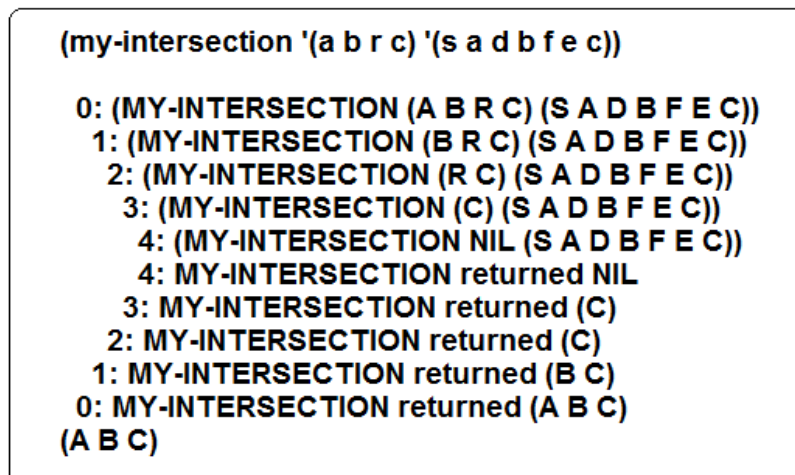 (my-intersection '(a b r c) '(s a d b f e c))
0: (MY-INTERSECTION (A B R C) (S A D B F E C))
1: (MY-INTERSECTION (B R C) (S A D B F E C))
2: (MY-INTERSECTION (R C) (S A D B F E C))
3: (MY-INTERSECTION (C) (S A D B F E C))
4: (MY-INTERSECTION NIL (S A D B F E C))
4: MY-INTERSECTION returned NIL
3: MY-INTERSECTION returned (C)
2: MY-INTERSECTION returned (C)
1: MY-INTERSECTION returned (B C)
0: MY-INTERSECTION returned (A B C)
(A B C)